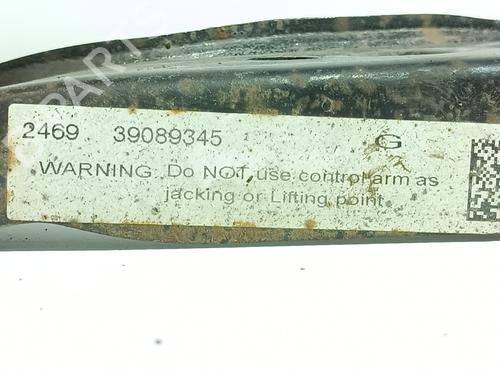 2469 39089345 G
WARNING: Do NOT use control arm as
jacking or Lifting point